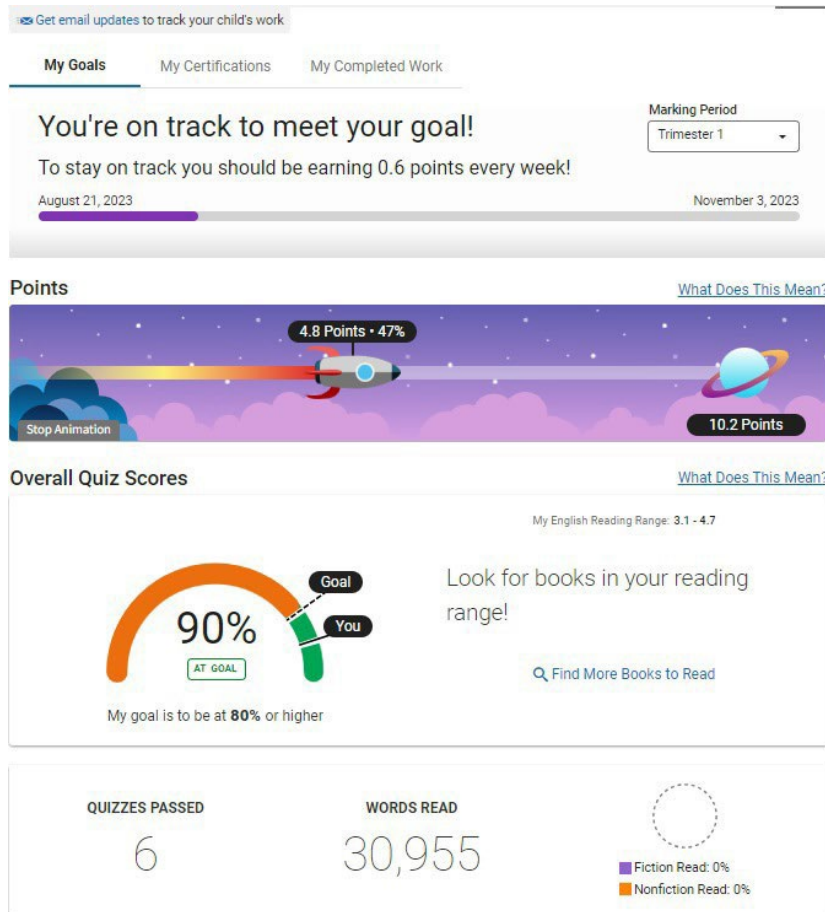 Get email updates to track your child's work
My Goals
My Certifications
My Completed Work
You're on track to meet your goal!
Marking Period
Trimester 1
To stay on track you should be earning 0.6 points every week!
August 21, 2023
November 3, 2023
Points
What Does This Mean?
4.8 Points • 47%
Stop Animation
10.2 Points
Overall Quiz Scores
What Does This Mean?
My English Reading Range: 3.1 - 4.7
Goal
You
90%
AT GOAL
My goal is to be at 80% or higher
Look for books in your reading
range!
Find More Books to Read
QUIZZES PASSED
6
WORDS READ
30,955
Fiction Read: 0%
Nonfiction Read: 0%